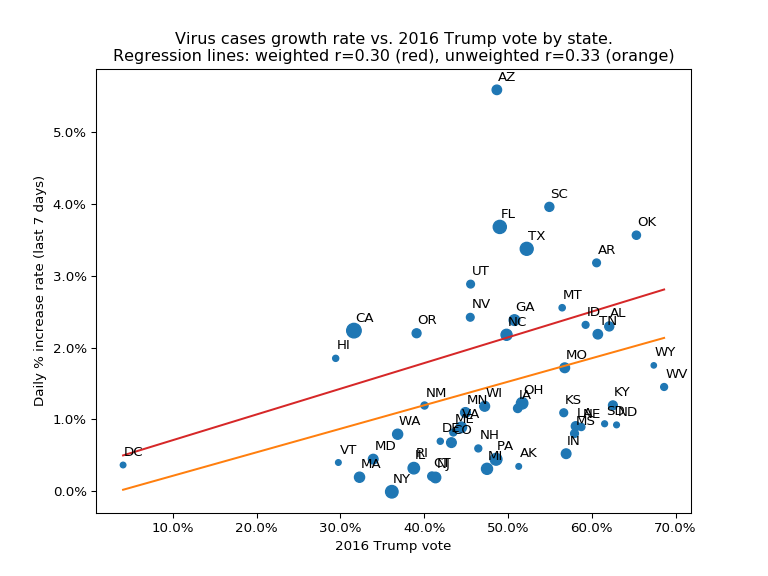 Virus cases growth rate vs. 2016 Trump vote by state.
Regression lines: weighted r=0.30 (red), unweighted r=0.33 (orange)
Daily % increase rate (last 7 days)
5.0%
4.0%
3.0%
2.0%
1.0%
0.0%
AZ
SC
FL
OK
TX
AR
UT
MT
NV
GA
ID
AL
CA
OR
NC
TN
HI
MO
WY
WV
NM
OH
KY
MN
WI
IA
KS
WA
ME
VA
LA
NE
SD
ND
DE
CO
MS
VT
MD
NH
PA
IN
DC
MA
RI
IL
CT
NJ
MI
AK
NY
10.0%
20.0%
30.0%
40.0%
50.0%
60.0%
70.0%
2016 Trump vote